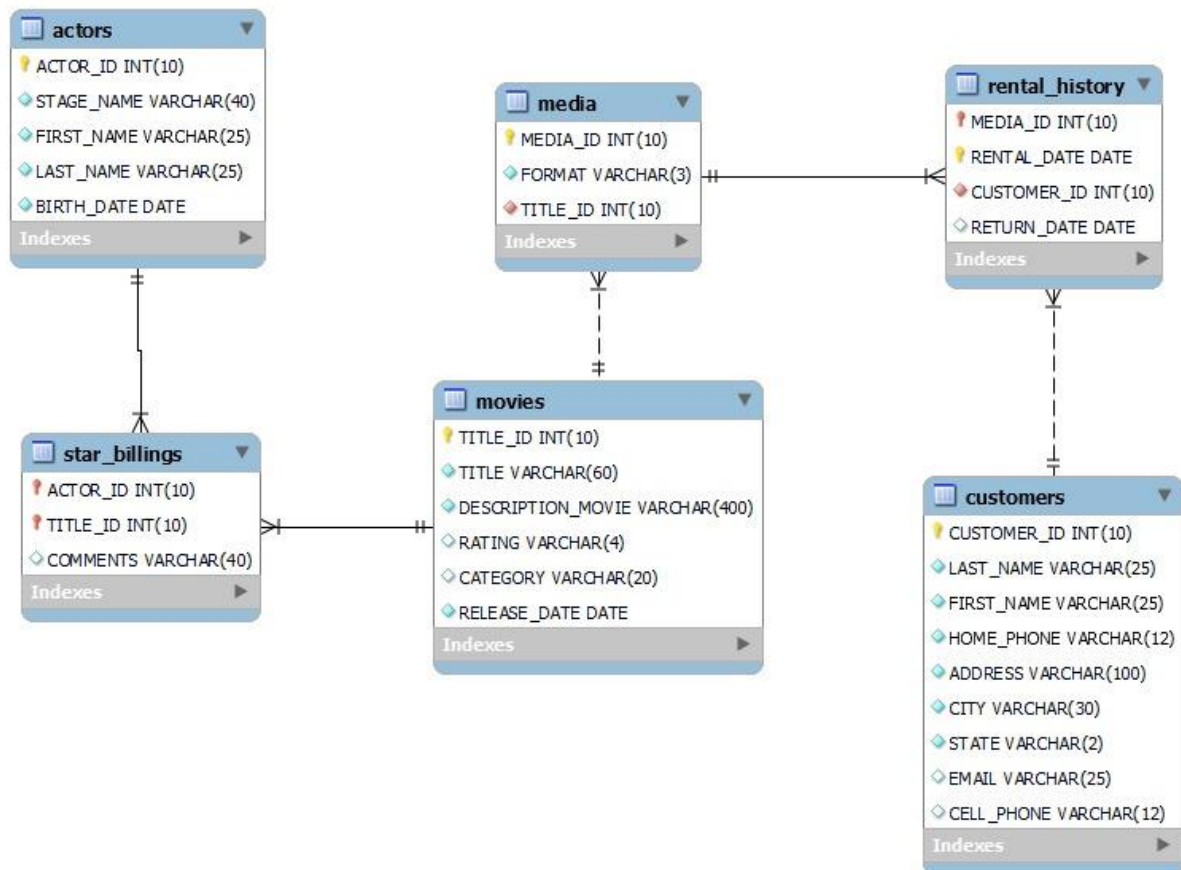 actors
ACTOR_ID INT(10)
STAGE_NAME VARCHAR(40)
FIRST_NAME VARCHAR(25)
LAST_NAME VARCHAR(25)
BIRTH_DATE DATE
Indexes
media
MEDIA_ID INT(10)
FORMAT VARCHAR(3)
TITLE_ID INT(10)
Indexes
rental_history
MEDIA_ID INT(10)
RENTAL_DATE DATE
CUSTOMER_ID INT(10)
RETURN_DATE DATE
Indexes
star_billings
ACTOR_ID INT(10)
TITLE_ID INT(10)
COMMENTS VARCHAR(40)
Indexes
movies
TITLE_ID INT(10)
TITLE VARCHAR(60)
DESCRIPTION_MOVIE VARCHAR(400)
RATING VARCHAR(4)
CATEGORY VARCHAR(20)
RELEASE_DATE DATE
Indexes
customers
CUSTOMER_ID INT(10)
LAST_NAME VARCHAR(25)
FIRST_NAME VARCHAR(25)
HOME_PHONE VARCHAR(12)
ADDRESS VARCHAR(100)
CITY VARCHAR(30)
STATE VARCHAR(2)
EMAIL VARCHAR(25)
CELL_PHONE VARCHAR(12)
Indexes